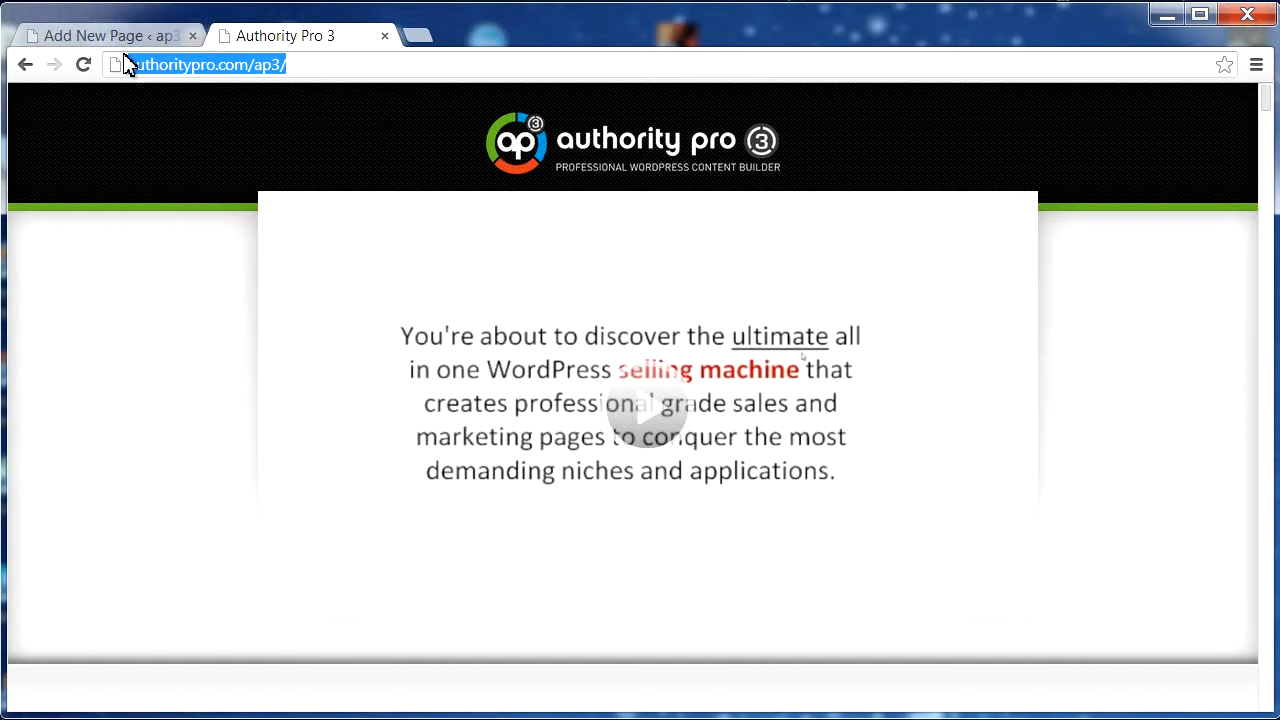 Add New Page ‹ ap3
Authority Pro 3
authoritypro.com/ap3/
ap 3 authority pro 3
PROFESSIONAL WORDPRESS CONTENT BUILDER
You're about to discover the ultimate all
in one WordPress selling machine that
creates professional grade sales and
marketing pages to conquer the most
demanding niches and applications.